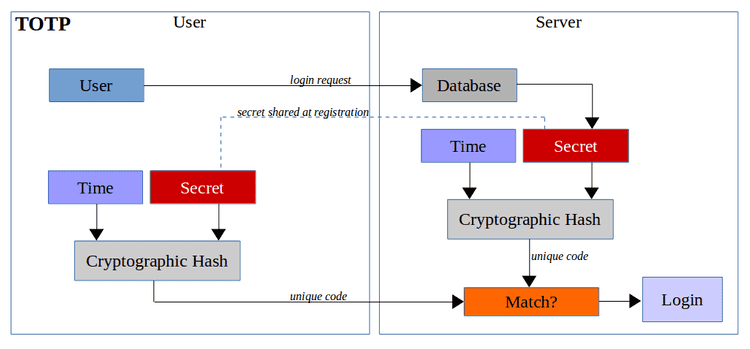 TOTP
User
Server
User
login request
Database
secret shared at registration
Time
Secret
Time
Secret
Cryptographic Hash
Cryptographic Hash
unique code
unique code
Match?
Login